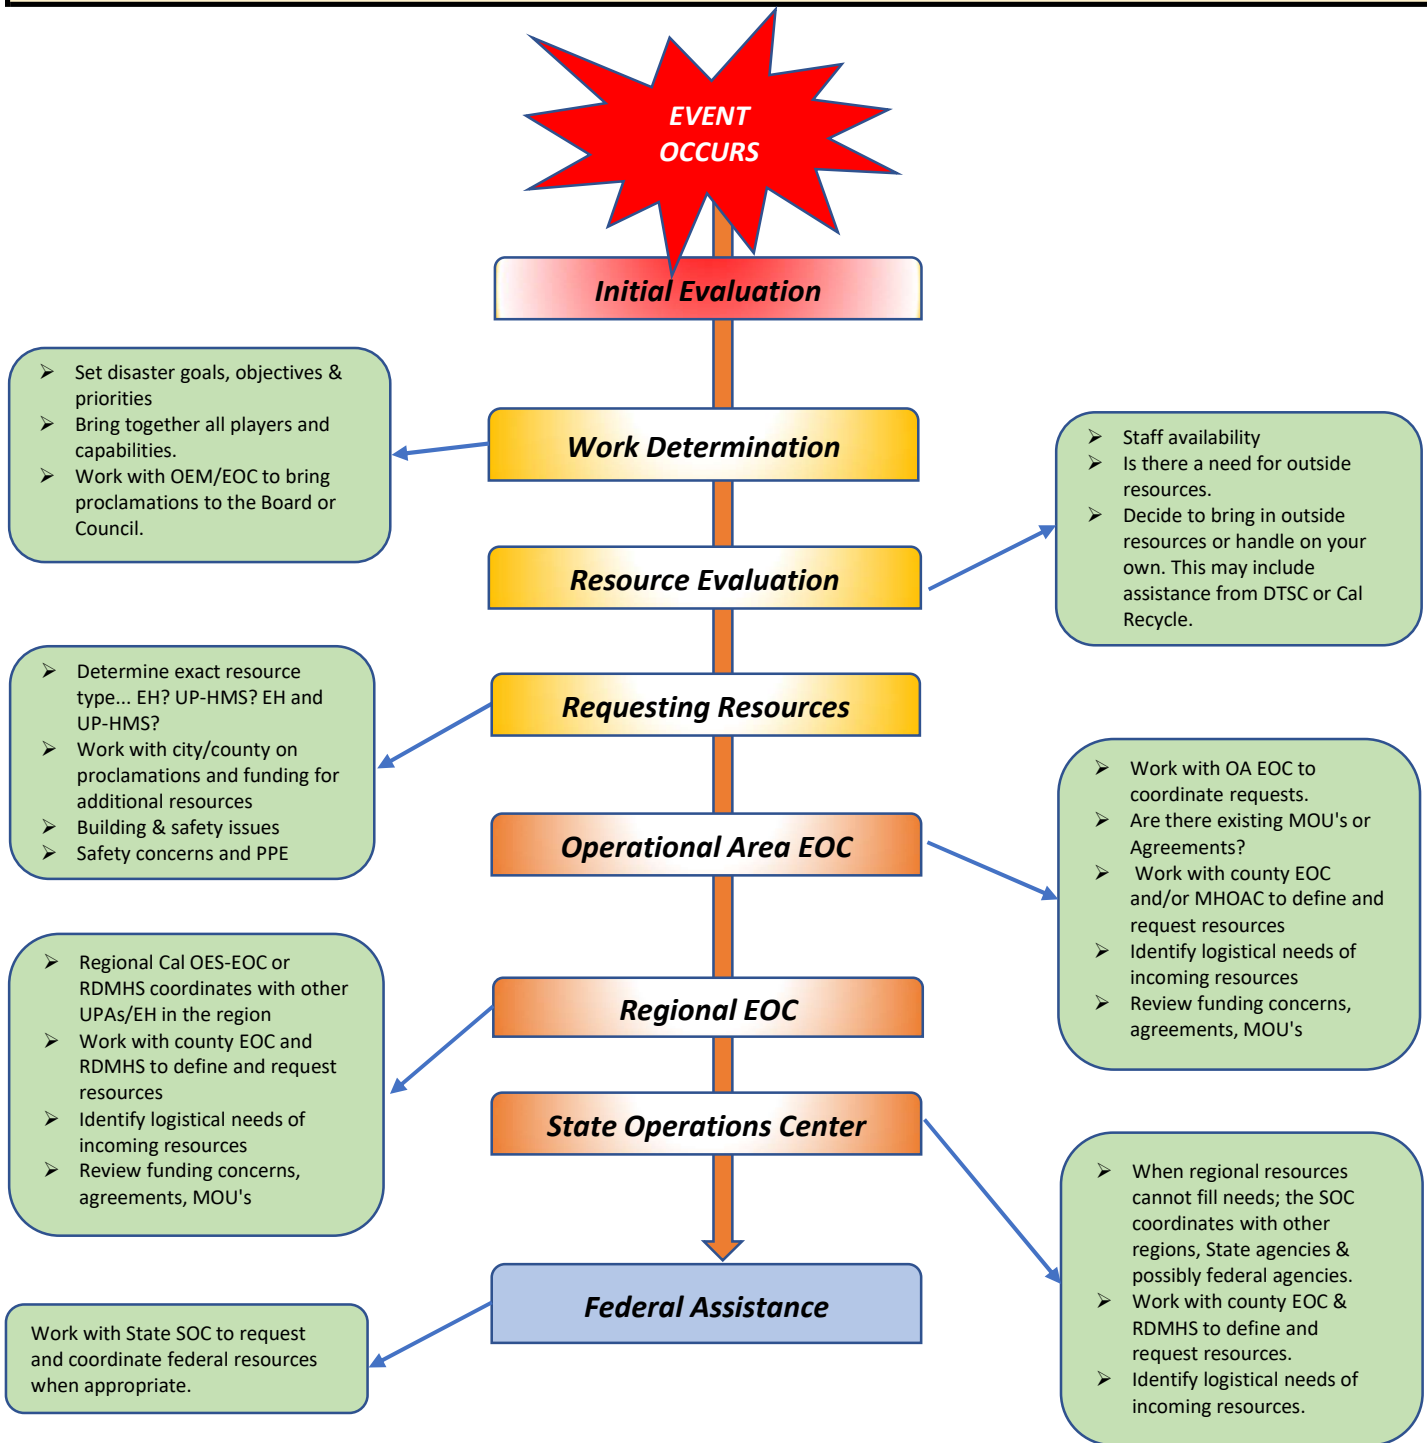 EVENT
OCCURS
Initial Evaluation
➢ Set disaster goals, objectives &
priorities
➢ Bring together all players and
capabilities.
➢ Work with OEM/EOC to bring
proclamations to the Board or
Council.
Work Determination
➢ Staff availability
➢ Is there a need for outside
resources.
➢ Decide to bring in outside
resources or handle on your
own. This may include
assistance from DTSC or Cal
Recycle.
Resource Evaluation
➢ Determine exact resource
type... EH? UP-HMS? EH and
UP-HMS?
➢ Work with city/county on
proclamations and funding for
additional resources
➢ Building & safety issues
➢ Safety concerns and PPE
Requesting Resources
➢ Work with OA EOC to
coordinate requests.
➢ Are there existing MOU's or
Agreements?
➢ Work with county EOC
and/or MHOAC to define and
request resources
➢ Identify logistical needs of
incoming resources
➢ Review funding concerns,
agreements, MOU's
Operational Area EOC
➢ Regional Cal OES-EOC or
RDMHS coordinates with other
UPAs/EH in the region
➢ Work with county EOC and
RDMHS to define and request
resources
➢ Identify logistical needs of
incoming resources
➢ Review funding concerns,
agreements, MOU's
Regional EOC
State Operations Center
➢ When regional resources
cannot fill needs; the SOC
coordinates with other
regions, State agencies &
possibly federal agencies.
➢ Work with county EOC &
RDMHS to define and
request resources.
➢ Identify logistical needs of
incoming resources.
Federal Assistance
Work with State SOC to request
and coordinate federal resources
when appropriate.